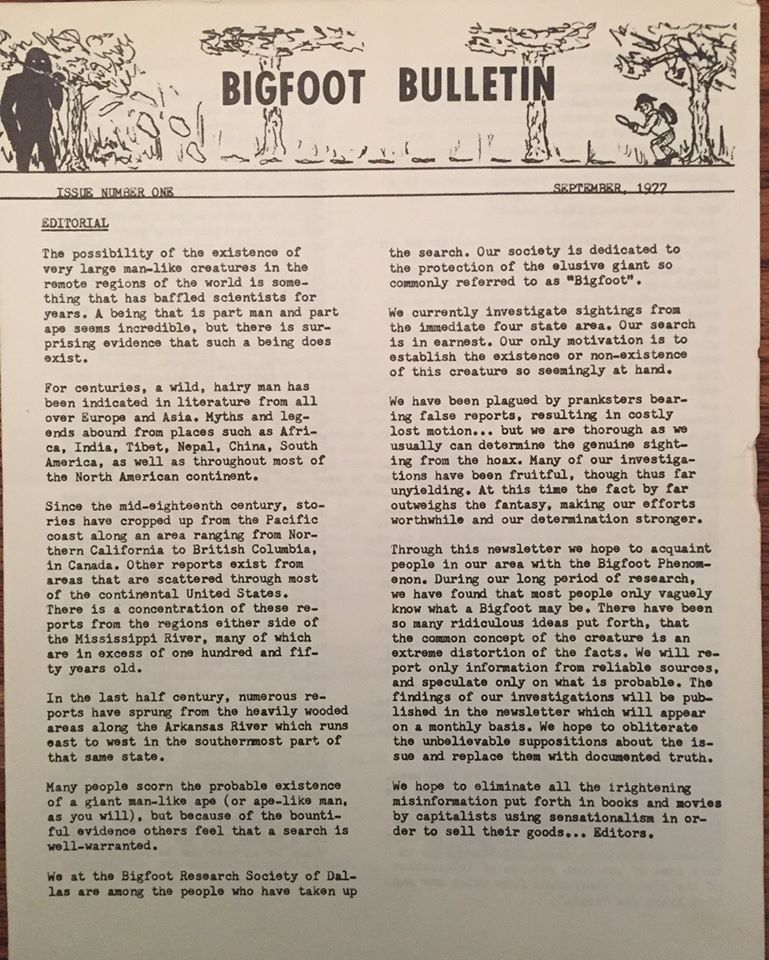 BIGFOOT BULLETIN
ISSUE NUMBER ONE
SEPTEMBER, 1977
EDITORIAL
The possibility of the existence of
very large man-like creatures in the
remote regions of the world is some-
thing that has baffled scientists for
years. A being that is part man and part
ape seems incredible, but there is sur-
prising evidence that such a being does
exist.
For centuries, a wild, hairy man has
been indicated in literature from all
over Europe and Asia. Myths and leg-
ends abound from places such as Afri-
ca, India, Tibet, Nepal, China, South
America, as well as throughout most of
the North American continent.
Since the mid-eighteenth century, sto-
ries have cropped up from the Pacific
coast along an area ranging from Nor-
thern California to British Columbia,
in Canada. Other reports exist from
areas that are scattered through most
of the continental United States.
There is a concentration of these re-
ports from the regions either side of
the Mississippi River, many of which
are in excess of one hundred and fif-
ty years old.
In the last half century, numerous re-
ports have sprung from the heavily wooded
areas along the Arkansas River which runs
east to west in the southernmost part of
that same state.
Many people scorn the probable existence
of a giant man-like ape (or ape-like man,
as you will), but because of the bounti-
ful evidence others feel that a search is
well-warranted.
We at the Bigfoot Research Society of Dal-
las are among the people who have taken up
the search. Our society is dedicated to
the protection of the elusive giant so
commonly referred to as "Bigfoot".
We currently investigate sightings from
the immediate four state area. Our search
is in earnest. Our only motivation is to
establish the existence or non-existence
of this creature so seemingly at hand.
We have been plagued by pranksters bear-
ing false reports, resulting in costly
lost motion... but we are thorough as we
usually can determine the genuine sight-
ing from the hoax. Many of our investiga-
tions have been fruitful, though thus far
unyielding. At this time the fact by far
outweighs the fantasy, making our efforts
worthwhile and our determination stronger.
Through this newsletter we hope to acquaint
people in our area with the Bigfoot Phenom-
enon. During our long period of research,
we have found that most people only vaguely
know what a Bigfoot may be. There have been
so many ridiculous ideas put forth, that
the common concept of the creature is an
extreme distortion of the facts. We will re-
port only information from reliable sources,
and speculate only on what is probable. The
findings of our investigations will be pub-
lished in the newsletter which will appear
on a monthly basis. We hope to obliterate
the unbelievable suppositions about the is-
sue and replace them with documented truth.
We hope to eliminate all the frightening
misinformation put forth in books and movies
by capitalists using sensationalism in or-
der to sell their goods... Editors.